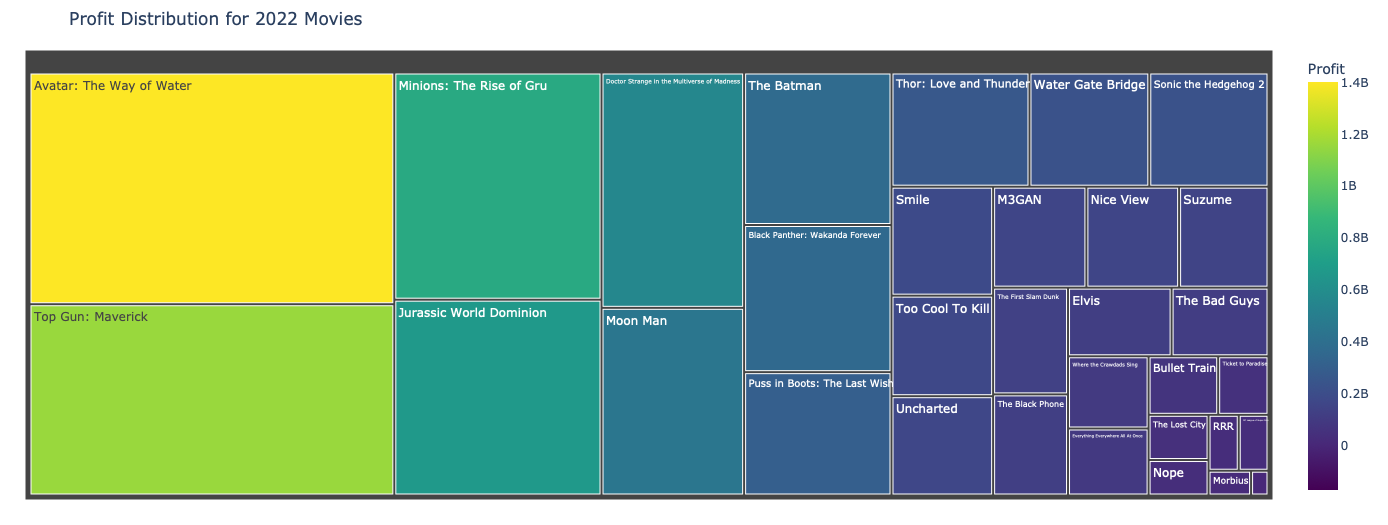 Profit Distribution for 2022 Movies
Avatar: The Way of Water
Top Gun: Maverick
Minions: The Rise of Gru
Jurassic World Dominion
Doctor Strange in the Multiverse of Madness
Moon Man
The Batman
Black Panther: Wakanda Forever
Puss in Boots: The Last Wish
Thor: Love and Thunder
Water Gate Bridge
Sonic the Hedgehog 2
Smile
M3GAN
Nice View
Suzume
Too Cool To Kill
Uncharted
The First Slam Dunk
The Black Phone
Elvis
The Bad Guys
Where the Crawdads Sing
Everything Everywhere All At Once
Bullet Train
Ticket to Paradise
The Lost City
RRR
Nope
Morbius
Profit
1.4B
1.2B
1B
0.8B
0.6B
0.4B
0.2B
0